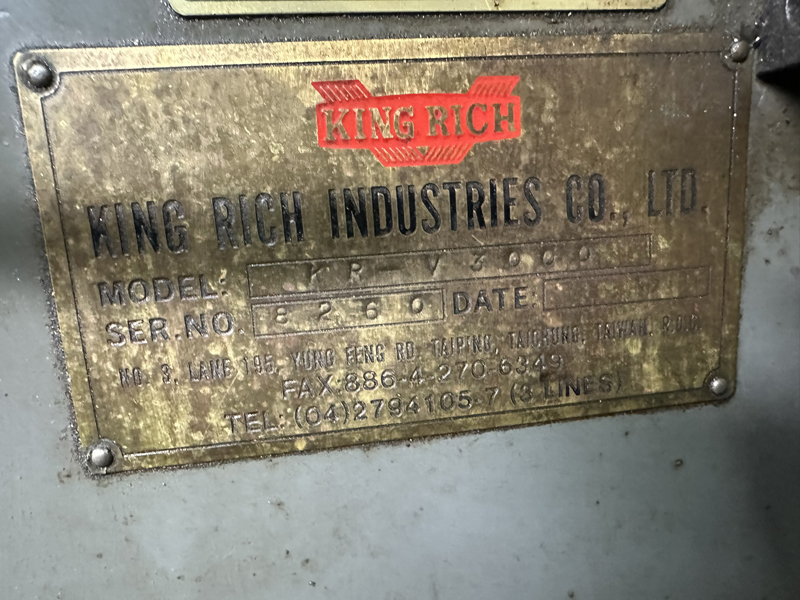 KING RICH
KING RICH INDUSTRIES CO., LTD.
MODEL: KR-V3000
SER.NO. 8260 DATE:
NO. 3, LANE 195, YUNG FENG RD, TAIPING, TAICHUNG, TAIWAN, R.O.C.
FAX:886-4-270-6349
TEL:(04)2794105-7 (3 LINES)